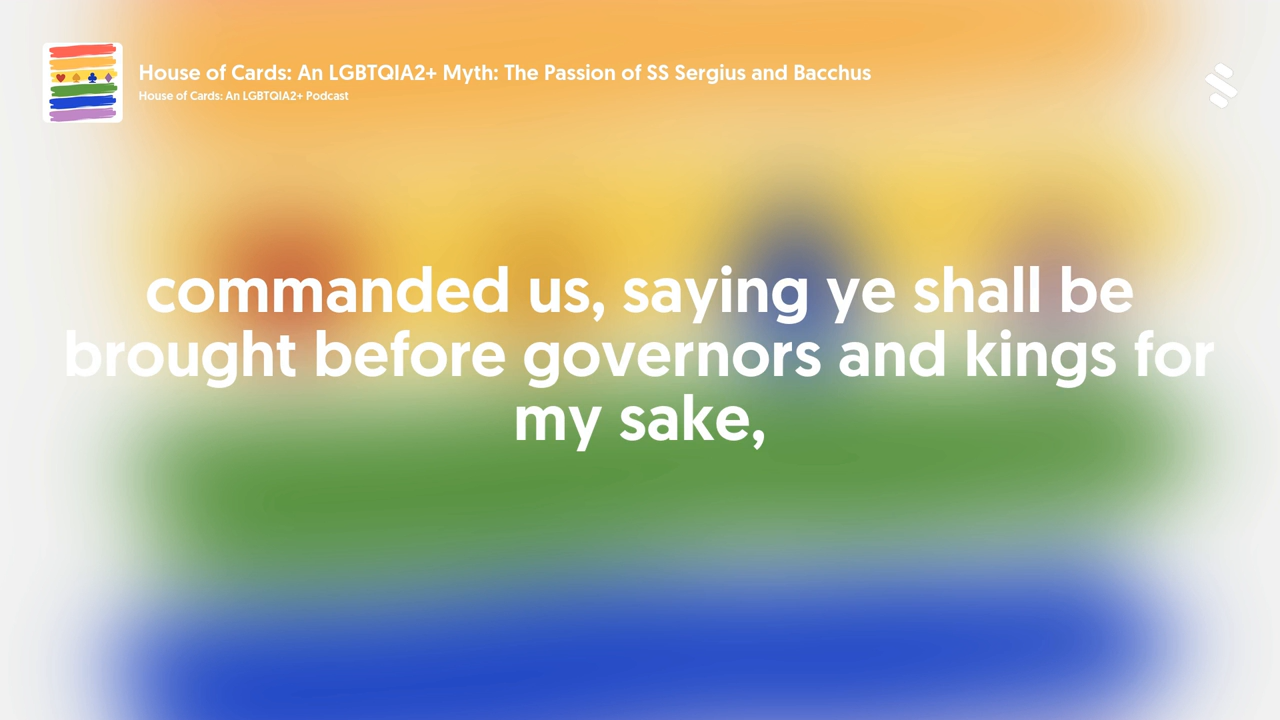 House of Cards: An LGBTQIA2+ Myth: The Passion of SS Sergius and Bacchus
House of Cards: An LGBTQIA2+ Podcast
commanded us, saying ye shall be
brought before governors and kings for
my sake,